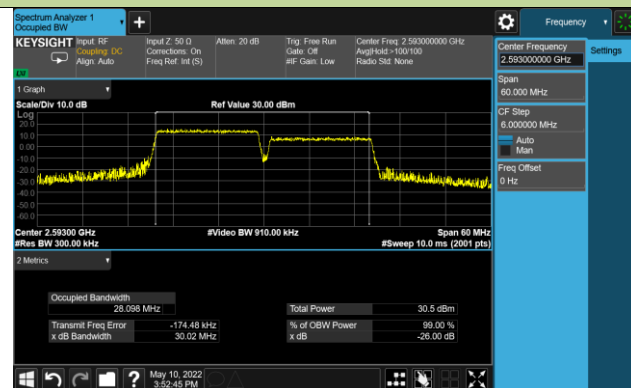 Spectrum Analyzer 1
Occupied BW
Frequency
KEYSIGHT
Input: RF
Coupling: DC
Align: Auto
Input Z: 50 Ω
Corrections: On
Freq Ref: Int (S)
Atten: 20 dB
Trig: Free Run
Gate: Off
#IF Gain: Low
Center Freq: 2.593000000 GHz
Avg|Hold:>100/100
Radio Std: None
LXI
Center Frequency
2.593000000 GHz
Settings
Span
60.000 MHz
CF Step
6.000000 MHz
Auto
Man
Freq Offset
0 Hz
1 Graph
Scale/Div 10.0 dB
Ref Value 30.00 dBm
Log
20.0
10.0
0.00
-10.0
-20.0
-30.0
-40.0
-50.0
-60.0
Center 2.59300 GHz
#Video BW 910.00 kHz
Span 60 MHz
#Res BW 300.00 kHz
#Sweep 10.0 ms (2001 pts)
2 Metrics
Occupied Bandwidth
28.098 MHz
Total Power
30.5 dBm
Transmit Freq Error
-174.48 kHz
% of OBW Power
99.00 %
x dB Bandwidth
30.02 MHz
x dB
-26.00 dB
?
May 10, 2022
3:52:45 PM